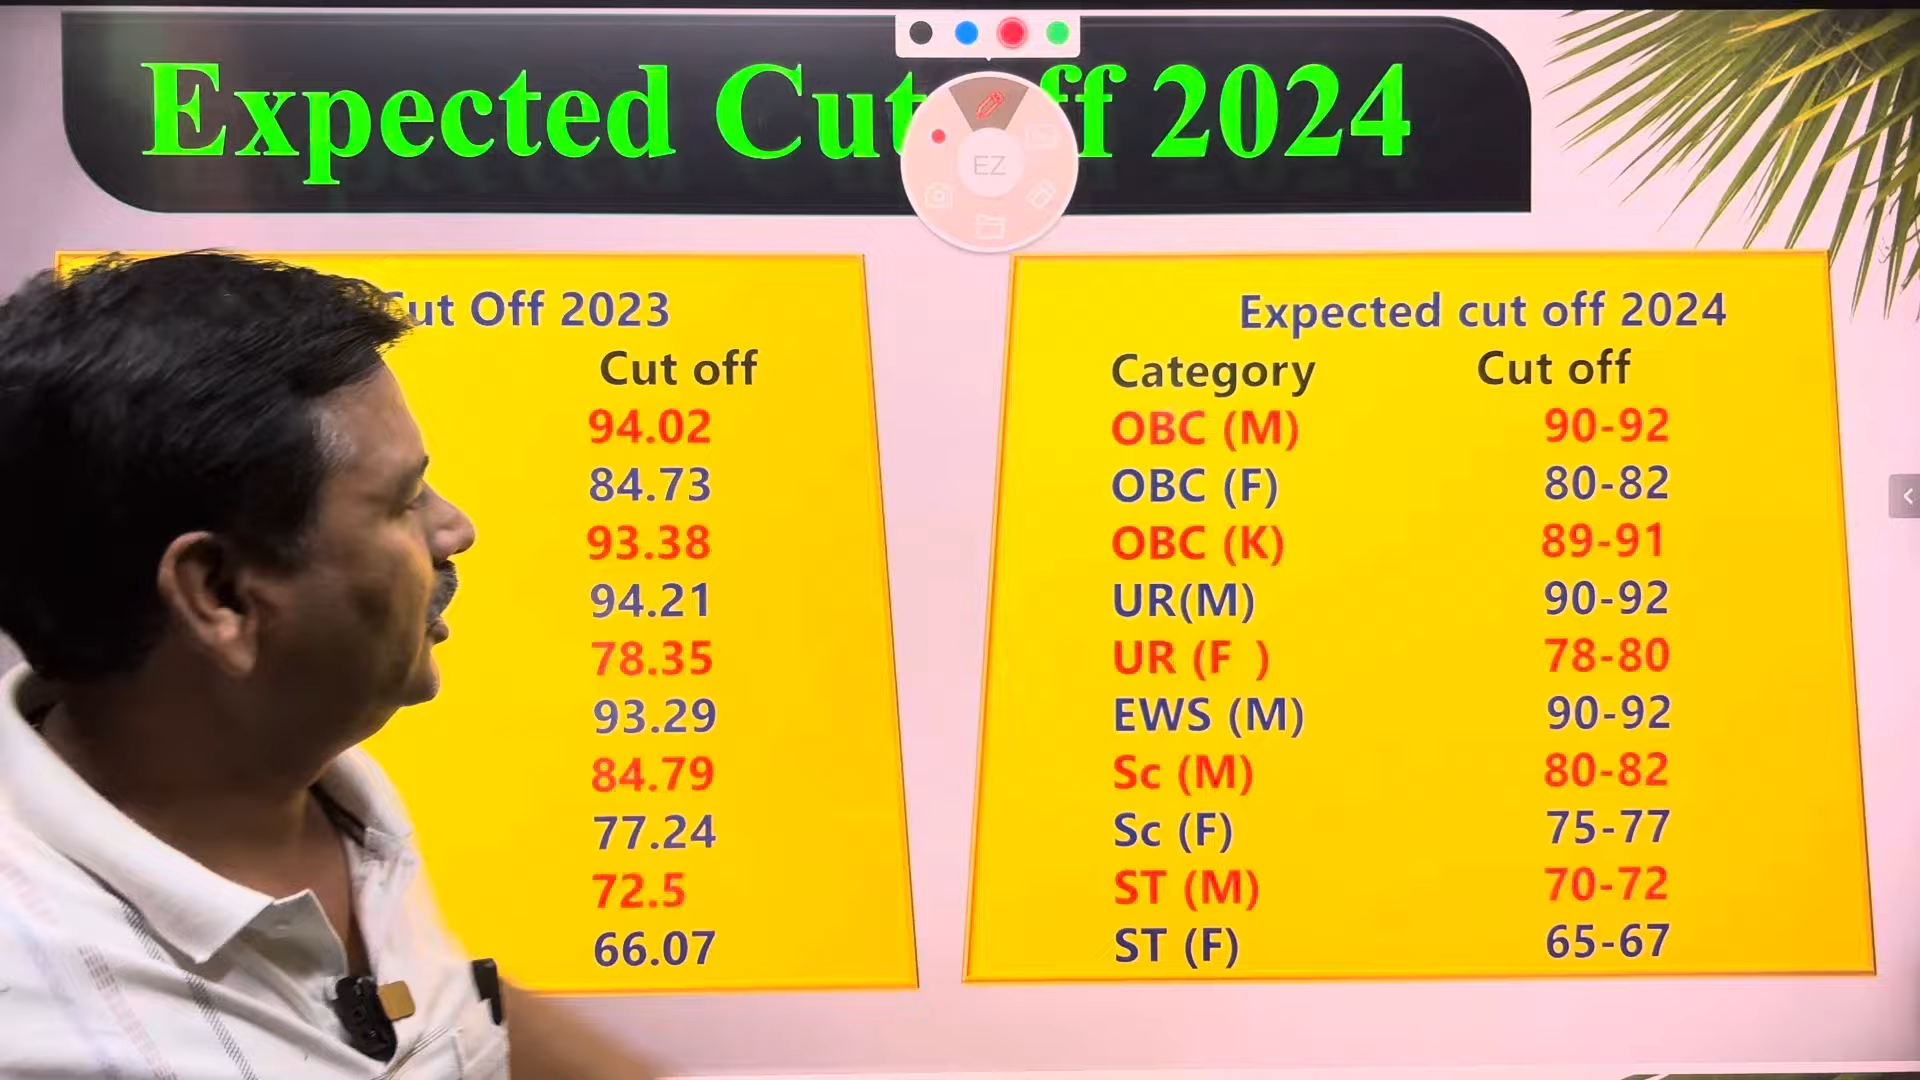 Expected Cut ff 2024
EZ
Cut Off 2023
Cut off
94.02
84.73
93.38
94.21
78.35
93.29
84.79
77.24
72.5
66.07
Expected cut off 2024
Category Cut off
OBC (M) 90-92
OBC (F) 80-82
OBC (K) 89-91
UR(M) 90-92
UR (F ) 78-80
EWS (M) 90-92
Sc (M) 80-82
Sc (F) 75-77
ST (M) 70-72
ST (F) 65-67